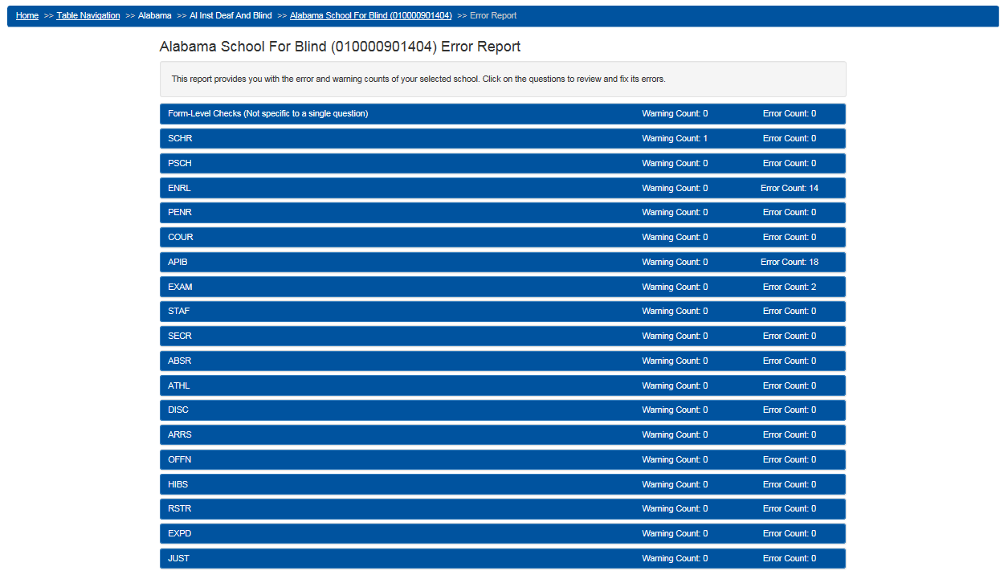 Home >> Table Navigation >> Alabama >> Al Inst Deaf And Blind >> Alabama School For Blind (010000901404) >> Error Report
Alabama School For Blind (010000901404) Error Report
This report provides you with the error and warning counts of your selected school. Click on the questions to review and fix its errors.
Form-Level Checks (Not specific to a single question) Warning Count: 0 Error Count: 0
SCHR Warning Count: 1 Error Count: 0
PSCH Warning Count: 0 Error Count: 0
ENRL Warning Count: 0 Error Count: 14
PENR Warning Count: 0 Error Count: 0
COUR Warning Count: 0 Error Count: 0
APIB Warning Count: 0 Error Count: 18
EXAM Warning Count: 0 Error Count: 2
STAF Warning Count: 0 Error Count: 0
SECR Warning Count: 0 Error Count: 0
ABSR Warning Count: 0 Error Count: 0
ATHL Warning Count: 0 Error Count: 0
DISC Warning Count: 0 Error Count: 0
ARRS Warning Count: 0 Error Count: 0
OFFN Warning Count: 0 Error Count: 0
HIBS Warning Count: 0 Error Count: 0
RSTR Warning Count: 0 Error Count: 0
EXPD Warning Count: 0 Error Count: 0
JUST Warning Count: 0 Error Count: 0